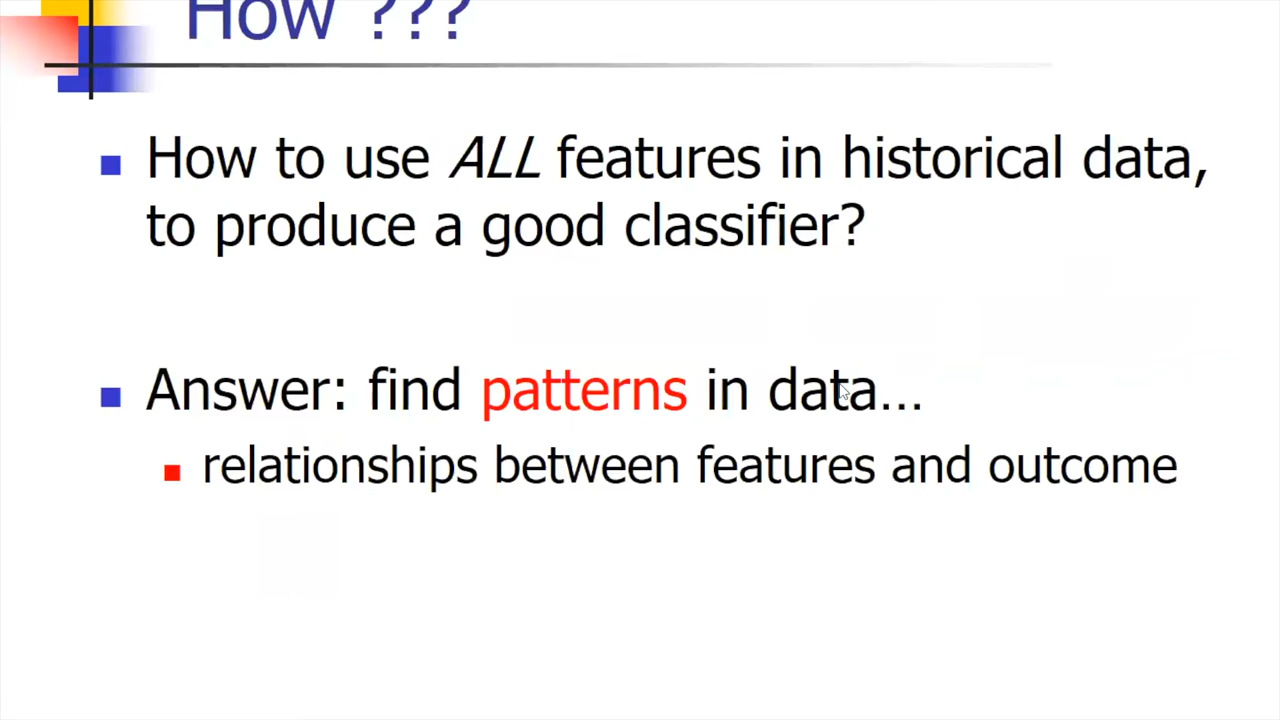 How ???
How to use ALL features in historical data,
to produce a good classifier?
Answer: find patterns in data…
relationships between features and outcome